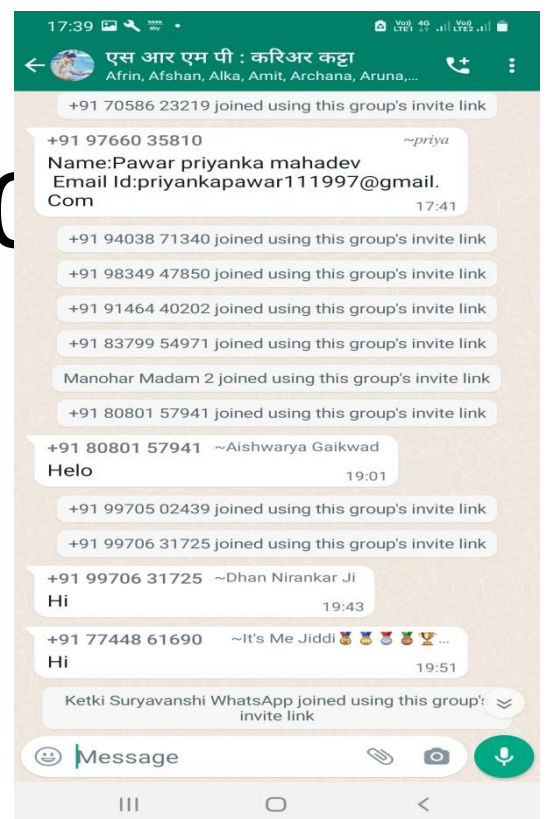 17:39
एस आर एम पी : करिअर कट्टा
Afrin, Afshan, Alka, Amit, Archana, Aruna,...
+91 70586 23219 joined using this group's invite link
+91 97660 35810 ~priya
Name:Pawar priyanka mahadev
Email Id:priyankapawar111997@gmail.
Com
17:41
+91 94038 71340 joined using this group's invite link
+91 98349 47850 joined using this group's invite link
+91 91464 40202 joined using this group's invite link
+91 83799 54971 joined using this group's invite link
Manohar Madam 2 joined using this group's invite link
+91 80801 57941 joined using this group's invite link
+91 80801 57941 ~Aishwarya Gaikwad
Helo
19:01
+91 99705 02439 joined using this group's invite link
+91 99706 31725 joined using this group's invite link
+91 99706 31725 ~Dhan Nirankar Ji
Hi
19:43
+91 77448 61690 ~It's Me Jiddi🏅🏅🏅🏅🏆...
Hi
19:51
Ketki Suryavanshi WhatsApp joined using this group's
invite link
Message